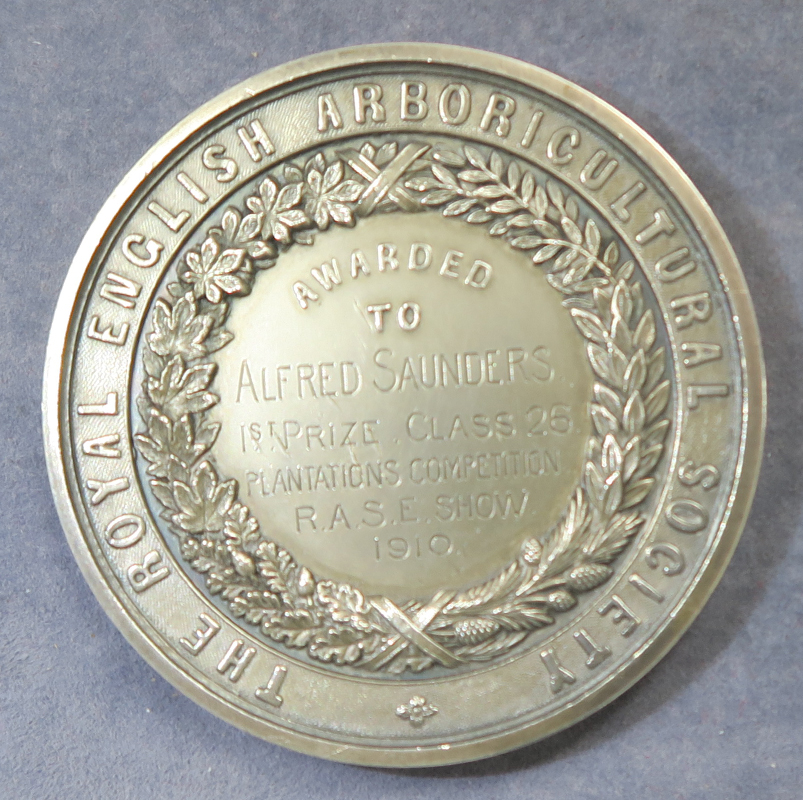 THE ROYAL ENGLISH ARBORICULTURAL SOCIETY
AWARDED
TO
ALFRED SAUNDERS.
1ST PRIZE. CLASS 26
PLANTATIONS COMPETITION
R.A.S.E. SHOW
1910.